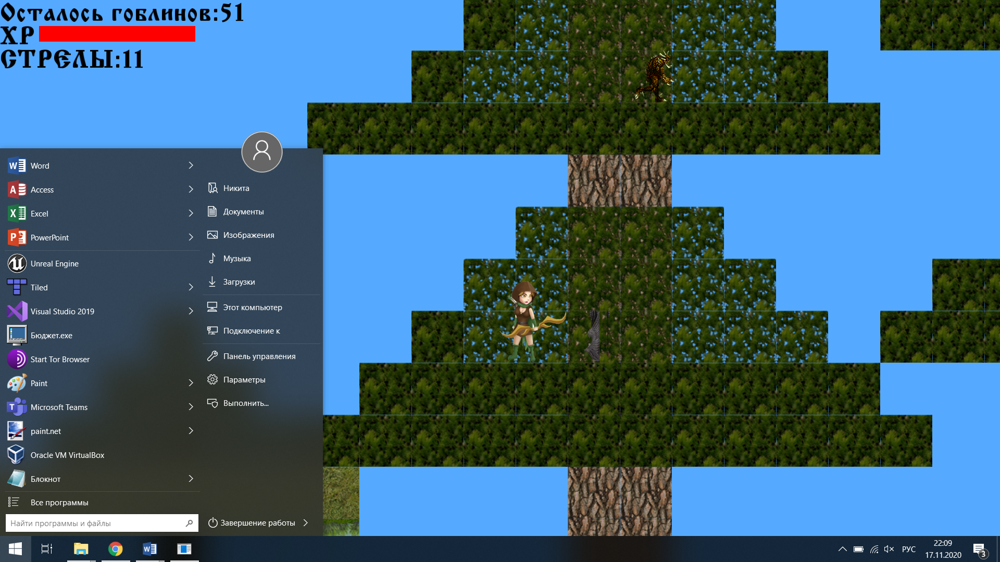 Осталось гоблинов:51
ХР
СТРЕЛЫ:11
Word
Access
Excel
PowerPoint
Unreal Engine
Tiled
Visual Studio 2019
Бюджет.exe
Start Tor Browser
Paint
Microsoft Teams
paint.net
Oracle VM VirtualBox
Блокнот
Все программы
Найти программы и файлы
Никита
Документы
Изображения
Музыка
Загрузки
Этот компьютер
Подключение к
Панель управления
Параметры
Выполнить...
Завершение работы
РУС
22:09
17.11.2020
3